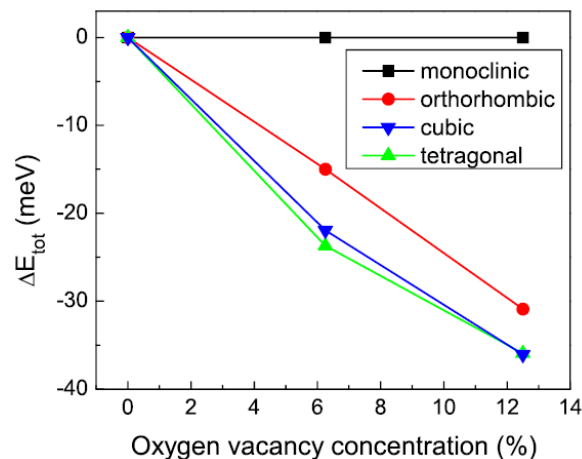 0
-10
-20
-30
-40
ΔE_tot (meV)
monoclinic
orthorhombic
cubic
tetragonal
0 2 4 6 8 10 12 14
Oxygen vacancy concentration (%)